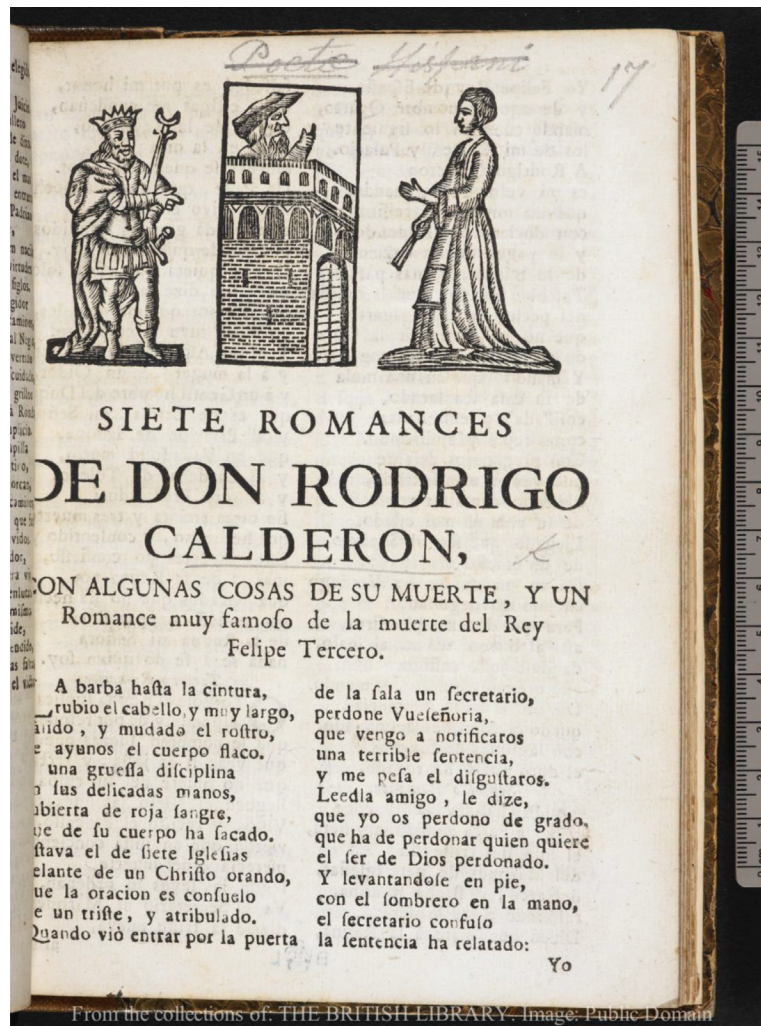 Poetæ Hispani
17
SIETE ROMANCES
DE DON RODRIGO
CALDERON,
CON ALGUNAS COSAS DE SU MUERTE, Y UN
Romance muy famoſo de la muerte del Rey
Felipe Tercero.
A barba haſta la cintura,
rubio el cabello, y muy largo,
, y mudado el roſtro,
ayunos el cuerpo flaco.
una grueſſa diſciplina
ſus delicadas manos,
de roja ſangre,
de ſu cuerpo ha ſacado.
el de ſiete Igleſias
de un Chriſto orando,
la oracion es conſuelo
un triſte, y atribulado.
Quando viò entrar por la puerta
de la ſala un ſecretario,
perdone Vueſeñoria,
que vengo a notificaros
una terrible ſentencia,
y me peſa el diſguſtaros.
Leedla amigo, le dize,
que yo os perdono de grado,
que ha de perdonar quien quiere
el ſer de Dios perdonado.
Y levantandoſe en pie,
con el ſombrero en la mano,
el ſecretario confuſo
la ſentencia ha relatado:
Yo
From the collections of: THE BRITISH LIBRARY. Image: Public Domain